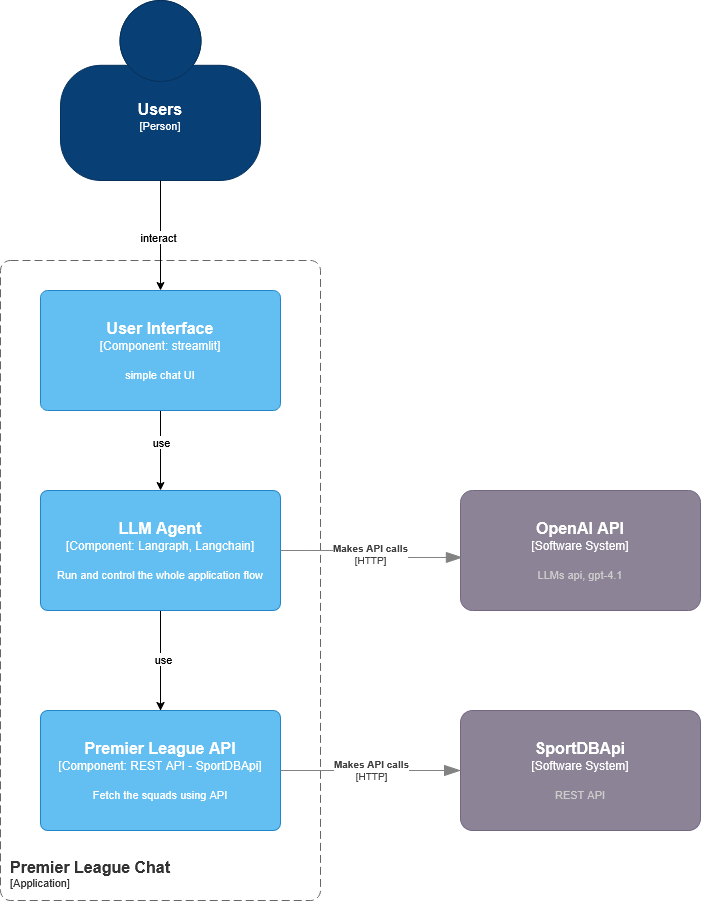 Users
[Person]
interact
User Interface
[Component: streamlit]
simple chat UI
use
LLM Agent
[Component: Langraph, Langchain]
Run and control the whole application flow
Makes API calls
[HTTP]
OpenAI API
[Software System]
LLMs api, gpt-4.1
use
Premier League API
[Component: REST API - SportDBApi]
Fetch the squads using API
Makes API calls
[HTTP]
SportDBApi
[Software System]
REST API
Premier League Chat
[Application]